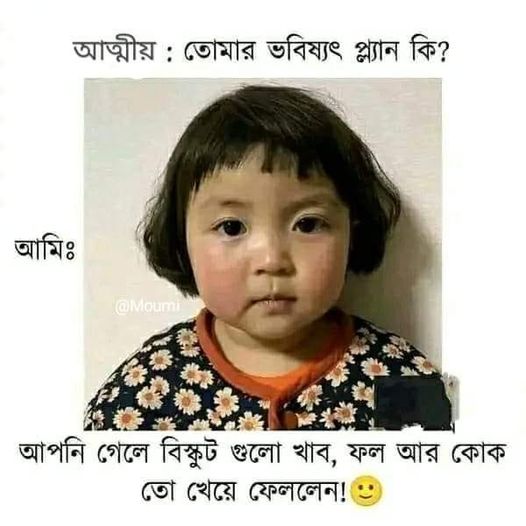 আত্মীয় : তোমার ভবিষ্যৎ প্ল্যান কি?
আমিঃ
@Moumi
আপনি গেলে বিস্কুট গুলো খাব, ফল আর কোক
তো খেয়ে ফেললেন!🙂